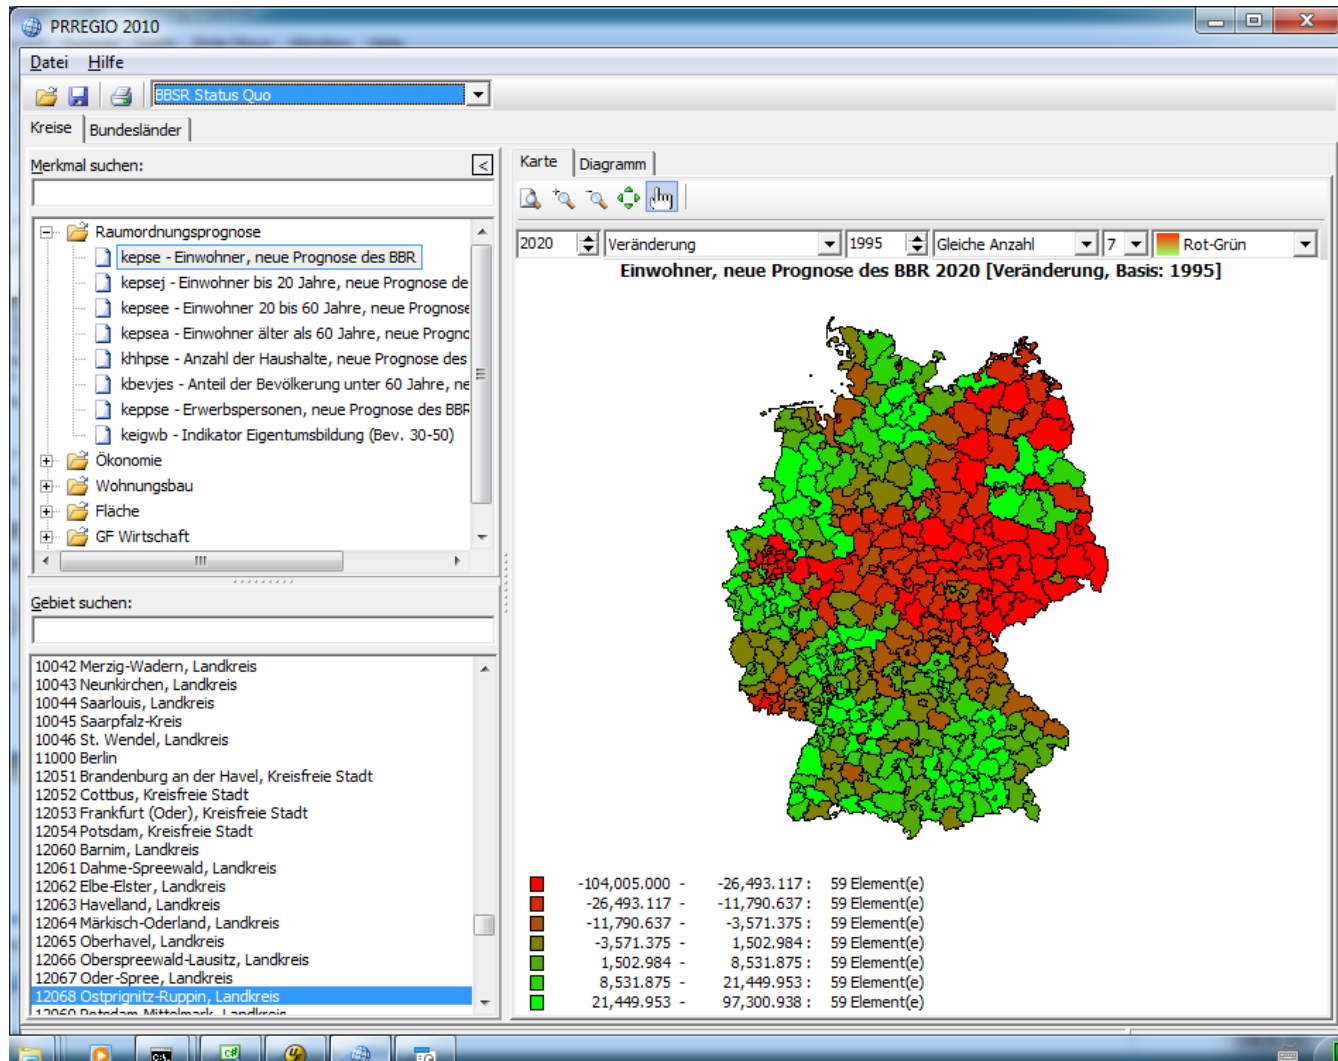 PRREGIO 2010
Datei Hilfe
BBSR Status Quo
Kreise Bundesländer
Merkmal suchen:
<
Raumordnungsprognose
kepse - Einwohner, neue Prognose des BBR
kepsej - Einwohner bis 20 Jahre, neue Prognose de
kepsee - Einwohner 20 bis 60 Jahre, neue Prognose
kepsea - Einwohner älter als 60 Jahre, neue Progno
khhpse - Anzahl der Haushalte, neue Prognose des
kbevjes - Anteil der Bevölkerung unter 60 Jahre, ne
keppse - Erwerbspersonen, neue Prognose des BBR
keigwb - Indikator Eigentumsbildung (Bev. 30-50)
Ökonomie
Wohnungsbau
Fläche
GF Wirtschaft
Gebiet suchen:
10042 Merzig-Wadern, Landkreis
10043 Neunkirchen, Landkreis
10044 Saarlouis, Landkreis
10045 Saarpfalz-Kreis
10046 St. Wendel, Landkreis
11000 Berlin
12051 Brandenburg an der Havel, Kreisfreie Stadt
12052 Cottbus, Kreisfreie Stadt
12053 Frankfurt (Oder), Kreisfreie Stadt
12054 Potsdam, Kreisfreie Stadt
12060 Barnim, Landkreis
12061 Dahme-Spreewald, Landkreis
12062 Elbe-Elster, Landkreis
12063 Havelland, Landkreis
12064 Märkisch-Oderland, Landkreis
12065 Oberhavel, Landkreis
12066 Oberspreewald-Lausitz, Landkreis
12067 Oder-Spree, Landkreis
12068 Ostprignitz-Ruppin, Landkreis
12069 Potsdam-Mittelmark, Landkreis
Karte Diagramm
2020 Veränderung 1995 Gleiche Anzahl 7 Rot-Grün
Einwohner, neue Prognose des BBR 2020 [Veränderung, Basis: 1995]
-104,005.000 - -26,493.117 : 59 Element(e)
-26,493.117 - -11,790.637 : 59 Element(e)
-11,790.637 - -3,571.375 : 59 Element(e)
-3,571.375 - 1,502.984 : 59 Element(e)
1,502.984 - 8,531.875 : 59 Element(e)
8,531.875 - 21,449.953 : 59 Element(e)
21,449.953 - 97,300.938 : 59 Element(e)